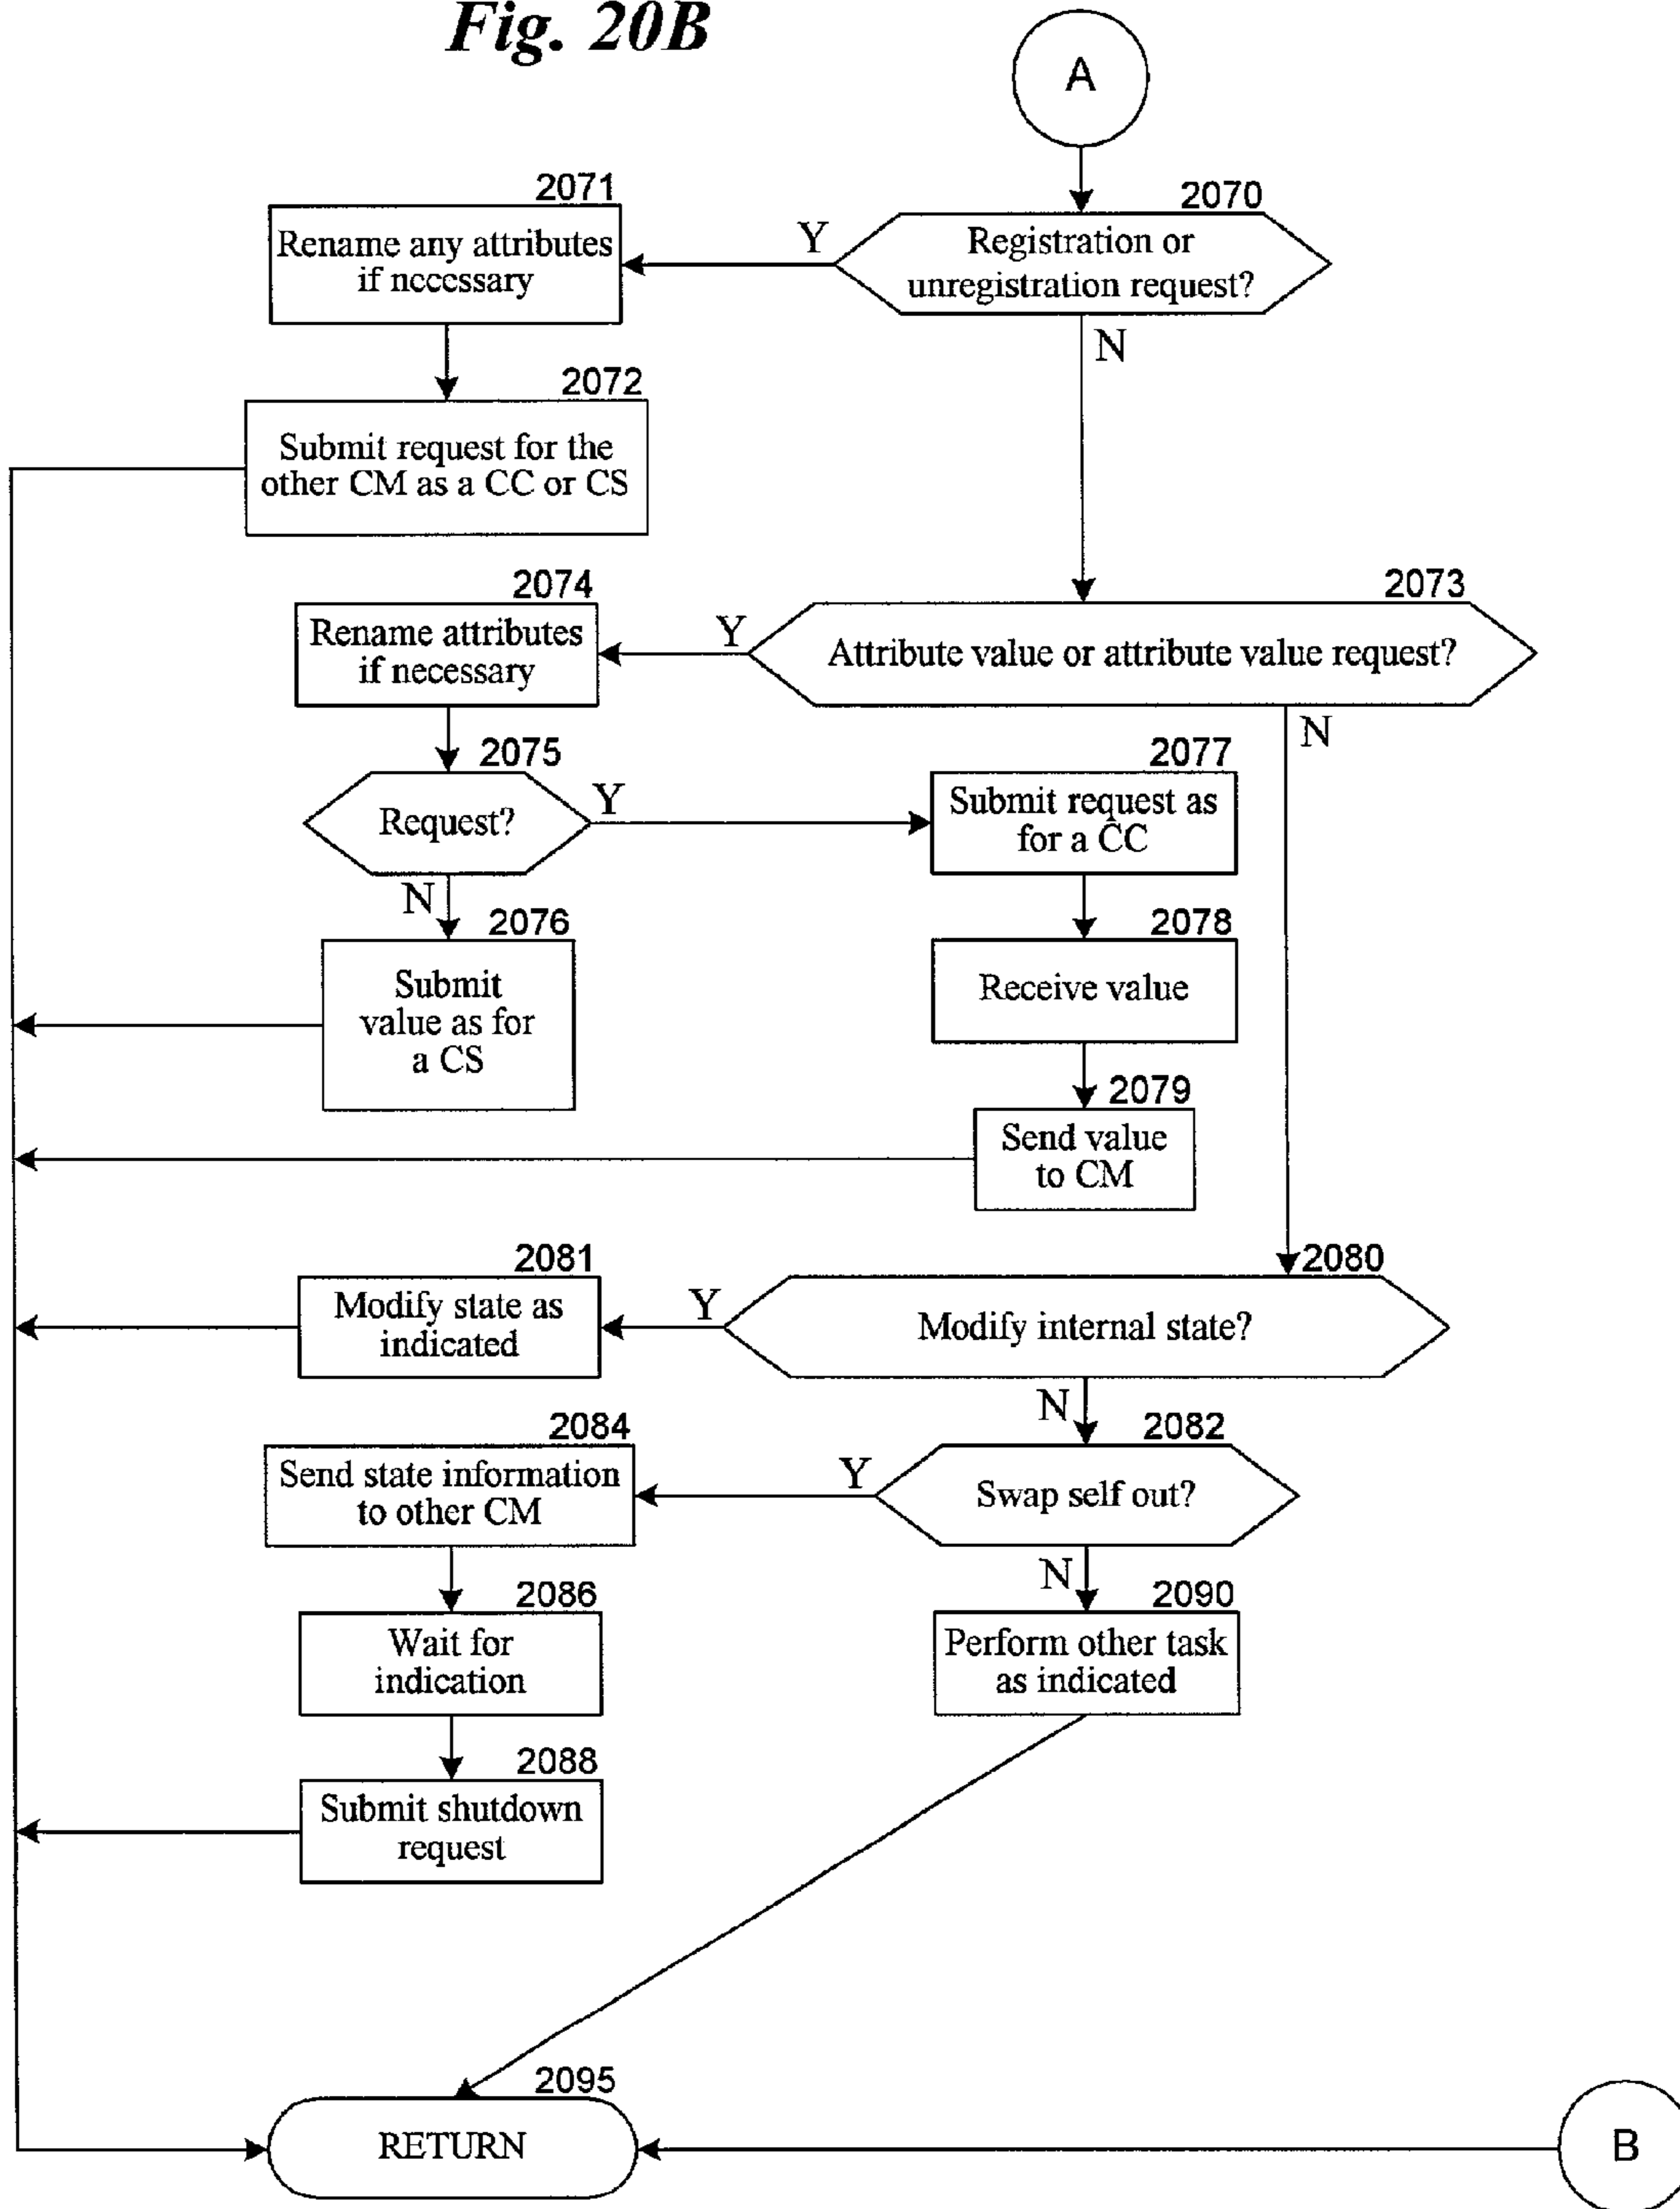 Fig. 20B
A
2070
Registration or
unregistration request?
Y
N
2071
Rename any attributes
if necessary
2072
Submit request for the
other CM as a CC or CS
2073
Attribute value or attribute value request?
Y
N
2074
Rename attributes
if necessary
2075
Request?
Y
N
2076
Submit
value as for
a CS
2077
Submit request as
for a CC
2078
Receive value
2079
Send value
to CM
2080
Modify internal state?
Y
N
2081
Modify state as
indicated
2082
Swap self out?
Y
N
2084
Send state information
to other CM
2086
Wait for
indication
2088
Submit shutdown
request
2090
Perform other task
as indicated
2095
RETURN
B